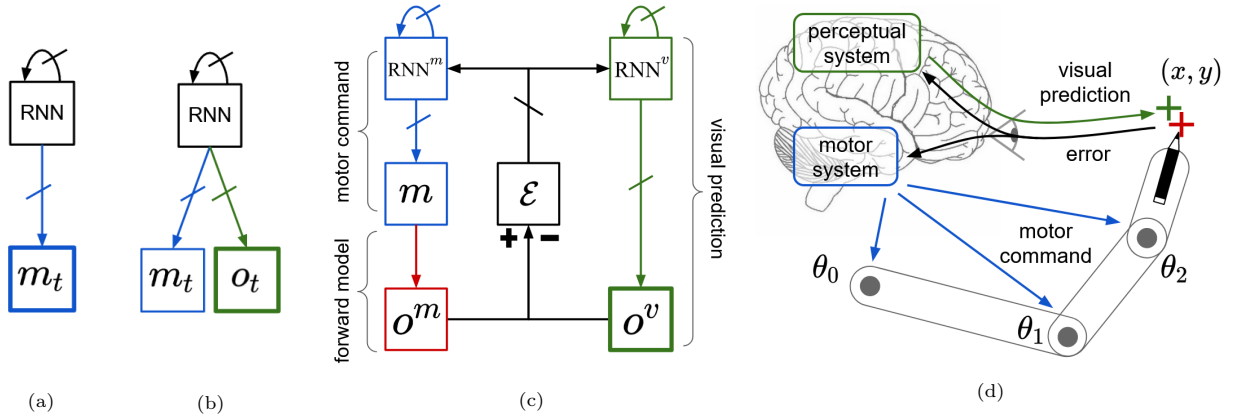 RNN
m_t
(a)
RNN
m_t
o_t
(b)
motor command
forward model
RNN^m
m
o^m
ℰ
+
−
RNN^v
o^v
visual prediction
(c)
perceptual
system
motor
system
visual
prediction
error
(x, y)
motor
command
θ_0
θ_1
θ_2
(d)